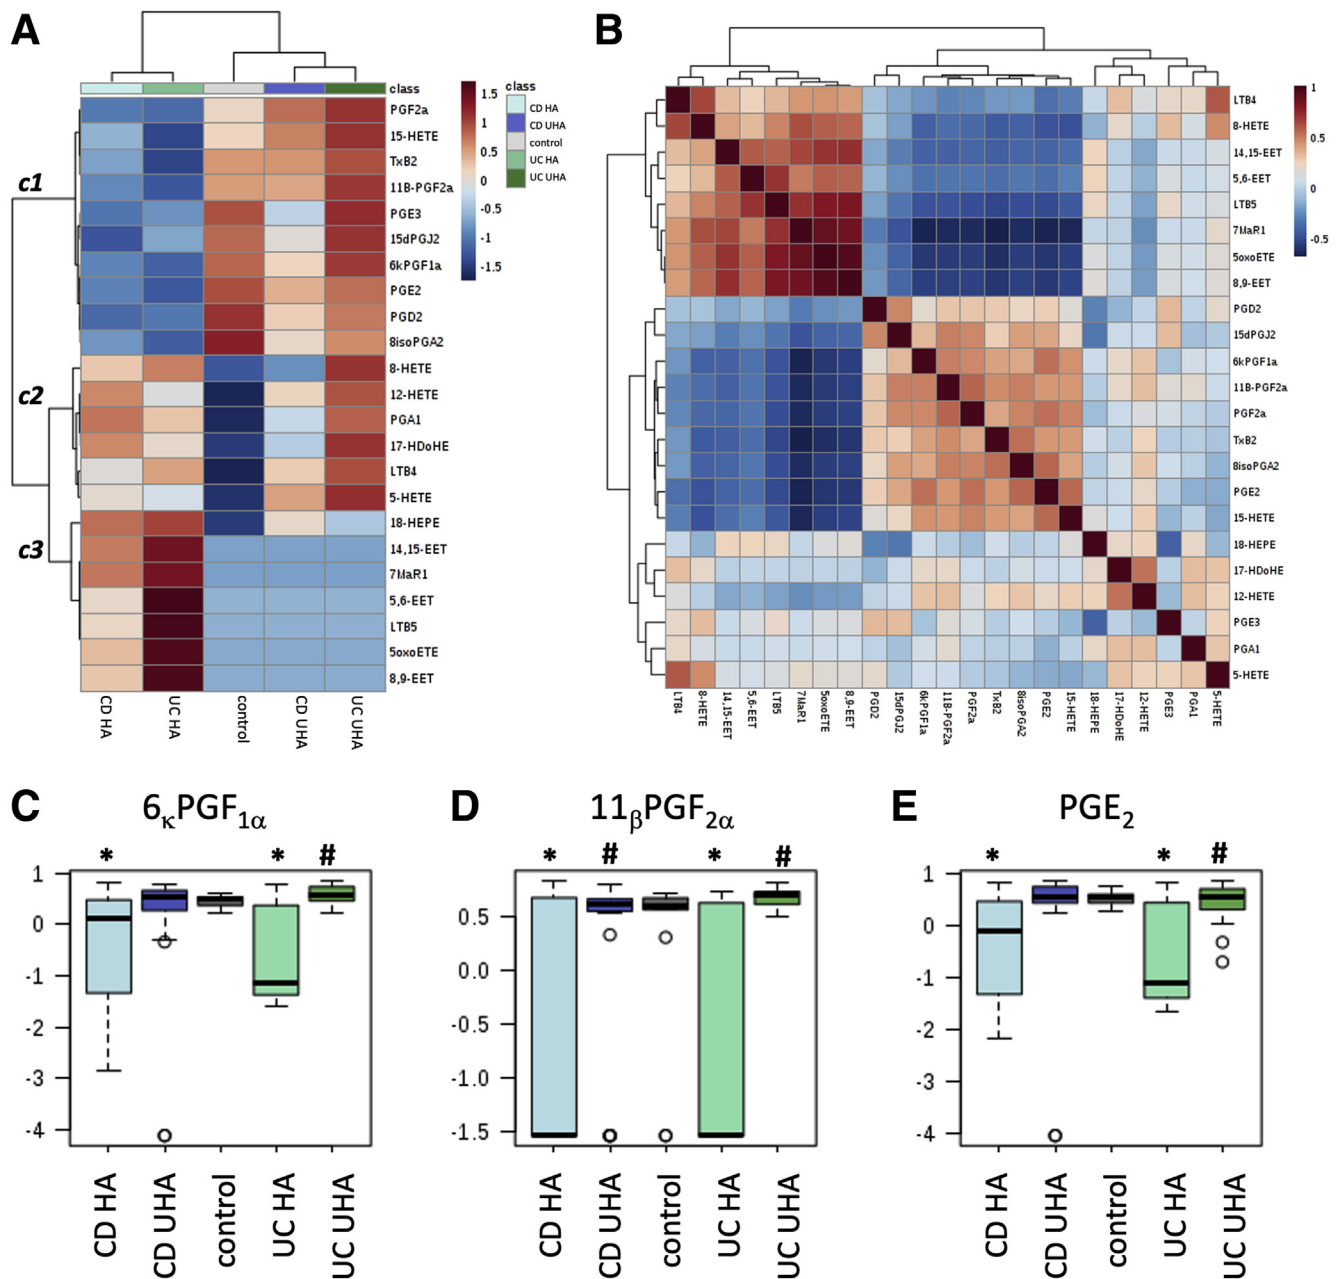 A
class
c1
c2
c3
PGF2a
15-HETE
TxB2
11B-PGF2a
PGE3
15dPGJ2
6kPGF1a
PGE2
PGD2
8isoPGA2
8-HETE
12-HETE
PGA1
17-HDoHE
LTB4
5-HETE
18-HEPE
14,15-EET
7MaR1
5,6-EET
LTB5
5oxoETE
8,9-EET
CD HA
UC HA
control
CD UHA
UC UHA
1.5
1
0.5
0
-0.5
-1
-1.5
class
CD HA
CD UHA
control
UC HA
UC UHA
B
LTB4
8-HETE
14,15-EET
5,6-EET
LTB5
7MaR1
5oxoETE
8,9-EET
PGD2
15dPGJ2
6kPGF1a
11B-PGF2a
PGF2a
TxB2
8isoPGA2
PGE2
15-HETE
18-HEPE
17-HDoHE
12-HETE
PGE3
PGA1
5-HETE
LTB4
8-HETE
14,15-EET
5,6-EET
LTB5
7MaR1
5oxoETE
8,9-EET
PGD2
15dPGJ2
6kPGF1a
11B-PGF2a
PGF2a
TxB2
8isoPGA2
PGE2
15-HETE
18-HEPE
17-HDoHE
12-HETE
PGE3
PGA1
5-HETE
1
0.5
0
-0.5
C
6κPGF1α
* * #
1
0
-1
-2
-3
-4
CD HA
CD UHA
control
UC HA
UC UHA
D
11βPGF2α
* # * #
0.5
0.0
-0.5
-1.0
-1.5
CD HA
CD UHA
control
UC HA
UC UHA
E
PGE2
* * #
1
0
-1
-2
-3
-4
CD HA
CD UHA
control
UC HA
UC UHA